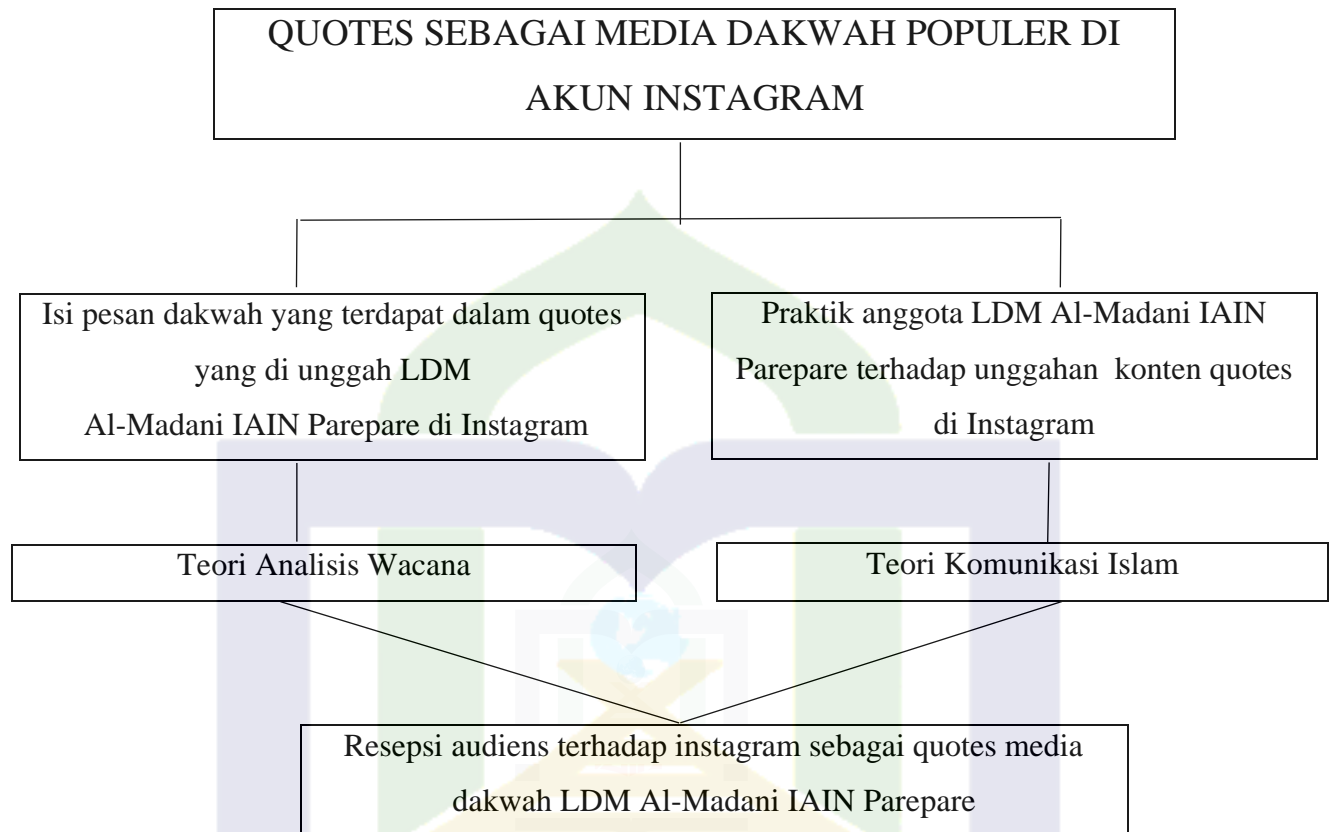 QUOTES SEBAGAI MEDIA DAKWAH POPULER DI
AKUN INSTAGRAM
Isi pesan dakwah yang terdapat dalam quotes
yang di unggah LDM
Al-Madani IAIN Parepare di Instagram
Praktik anggota LDM Al-Madani IAIN
Parepare terhadap unggahan konten quotes
di Instagram
Teori Analisis Wacana
Teori Komunikasi Islam
Resepsi audiens terhadap instagram sebagai quotes media
dakwah LDM Al-Madani IAIN Parepare